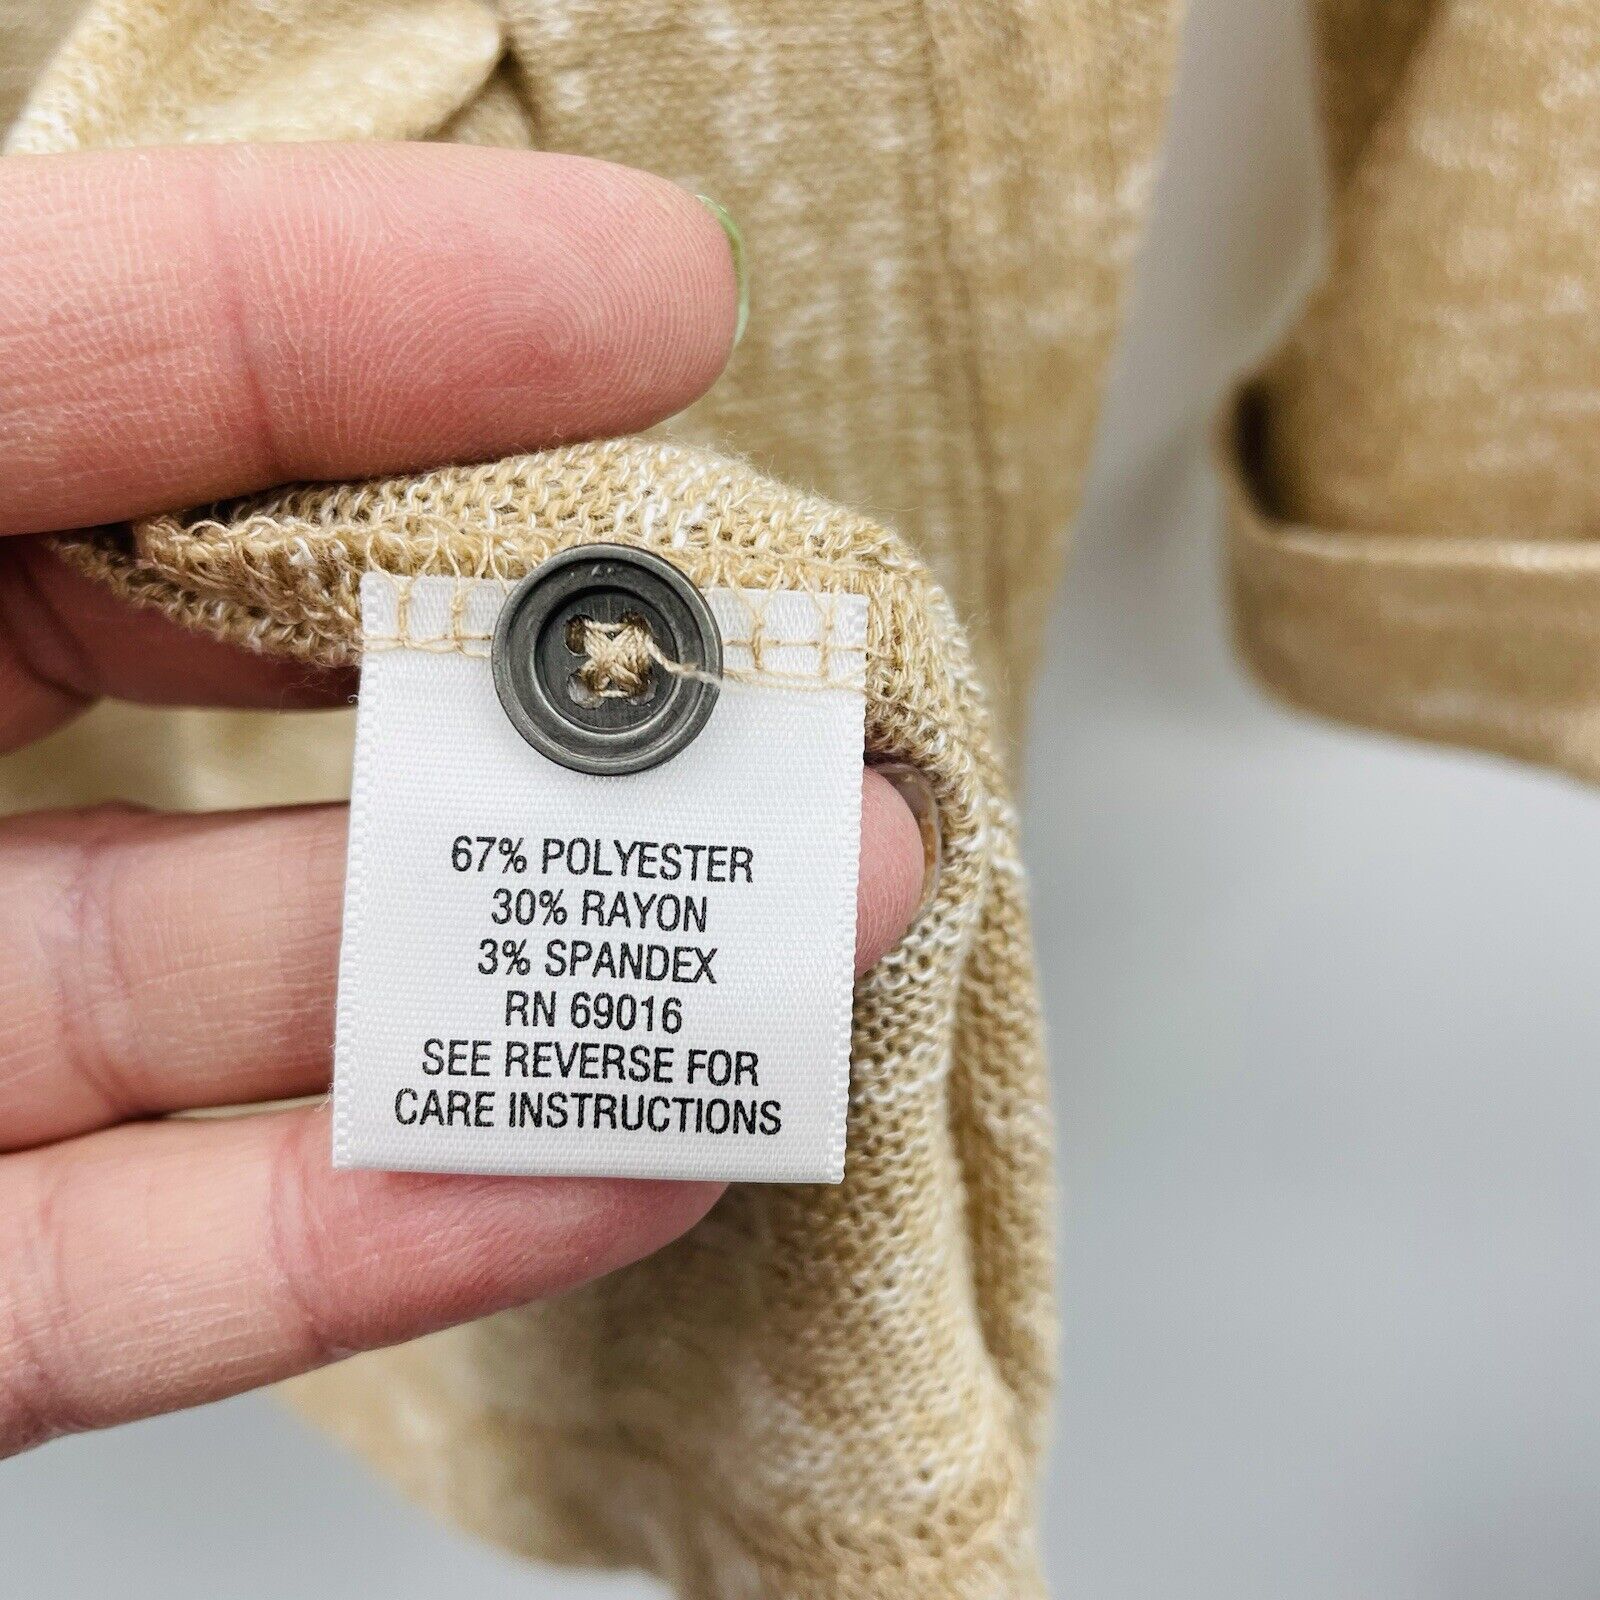 67% POLYESTER
30% RAYON
3% SPANDEX
RN 69016
SEE REVERSE FOR
CARE INSTRUCTIONS